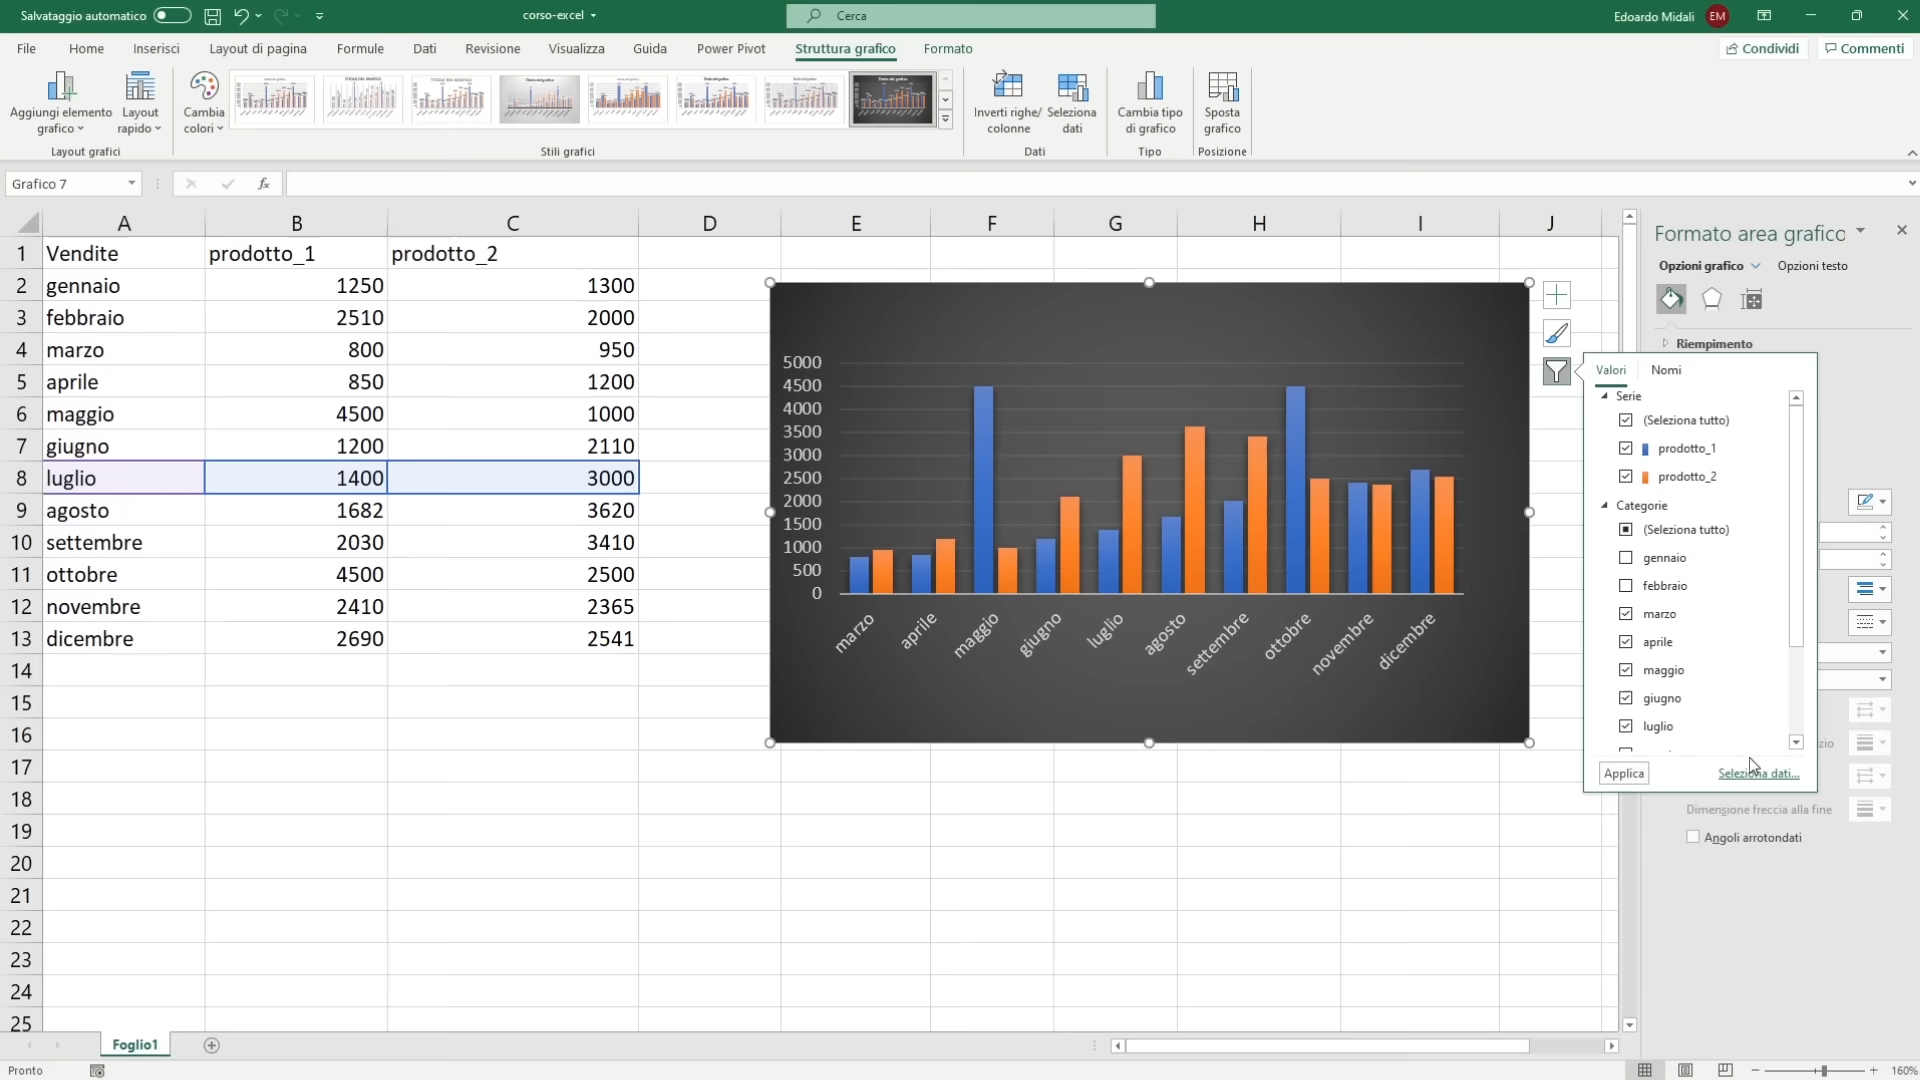 Salvataggio automatico
corso-excel
Cerca
Edoardo Midali EM
File Home Inserisci Layout di pagina Formule Dati Revisione Visualizza Guida Power Pivot Struttura grafico Formato
Condividi Commenti
Aggiungi elemento grafico
Layout rapido
Cambia colori
Inverti righe/ colonne
Seleziona dati
Cambia tipo di grafico
Sposta grafico
Layout grafici Stili grafici Dati Tipo Posizione
Grafico 7 fx
A B C D E F G H I J
1 Vendite prodotto_1 prodotto_2
2 gennaio 1250 1300
3 febbraio 2510 2000
4 marzo 800 950
5 aprile 850 1200
6 maggio 4500 1000
7 giugno 1200 2110
8 luglio 1400 3000
9 agosto 1682 3620
10 settembre 2030 3410
11 ottobre 4500 2500
12 novembre 2410 2365
13 dicembre 2690 2541
14
15
16
17
18
19
20
21
22
23
24
25
5000
4500
4000
3500
3000
2500
2000
1500
1000
500
0
marzo aprile maggio giugno luglio agosto settembre ottobre novembre dicembre
Formato area grafico
Opzioni grafico Opzioni testo
Riempimento
Valori Nomi
Serie
(Seleziona tutto)
prodotto_1
prodotto_2
Categorie
(Seleziona tutto)
gennaio
febbraio
marzo
aprile
maggio
giugno
luglio
Applica Seleziona dati...
zio
Dimensione freccia alla fine
Angoli arrotondati
Foglio1
Pronto
160%